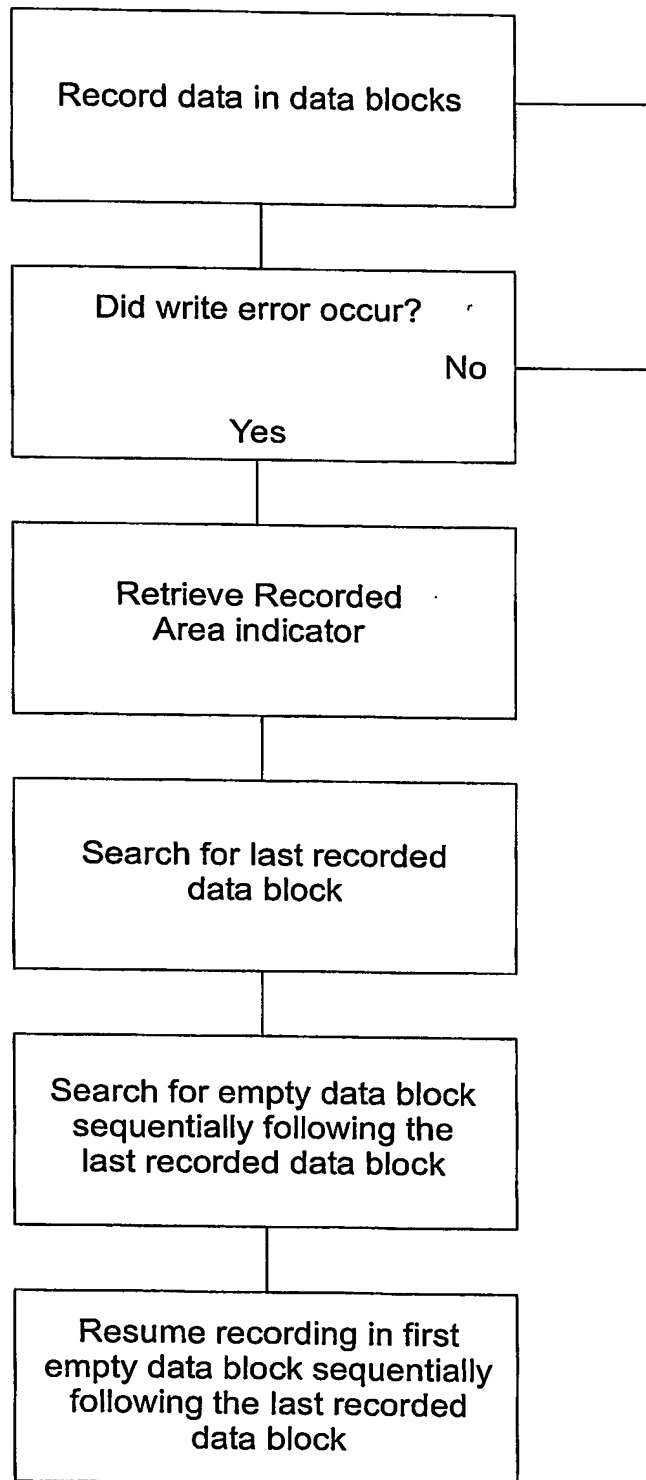 Record data in data blocks
Did write error occur?
No
Yes
Retrieve Recorded
Area indicator
Search for last recorded
data block
Search for empty data block
sequentially following the
last recorded data block
Resume recording in first
empty data block sequentially
following the last recorded
data block